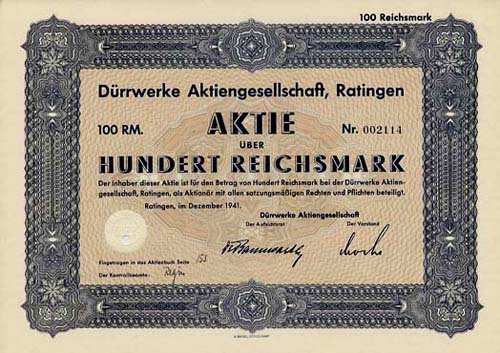 100 Reichsmark
Dürrwerke Aktiengesellschaft, Ratingen
100 RM. AKTIE Nr. 002114
ÜBER
HUNDERT REICHSMARK
Der Inhaber dieser Aktie ist für den Betrag von Hundert Reichsmark bei der Dürrwerke Aktien-
gesellschaft, Ratingen, als Aktionär mit allen satzungsmäßigen Rechten und Pflichten beteiligt.
Ratingen, im Dezember 1941.
Dürrwerke Aktiengesellschaft
Der Aufsichtsrat Der Vorstand
Eingetragen in das Aktienbuch Seite 153
Der Kontrollbeamte: